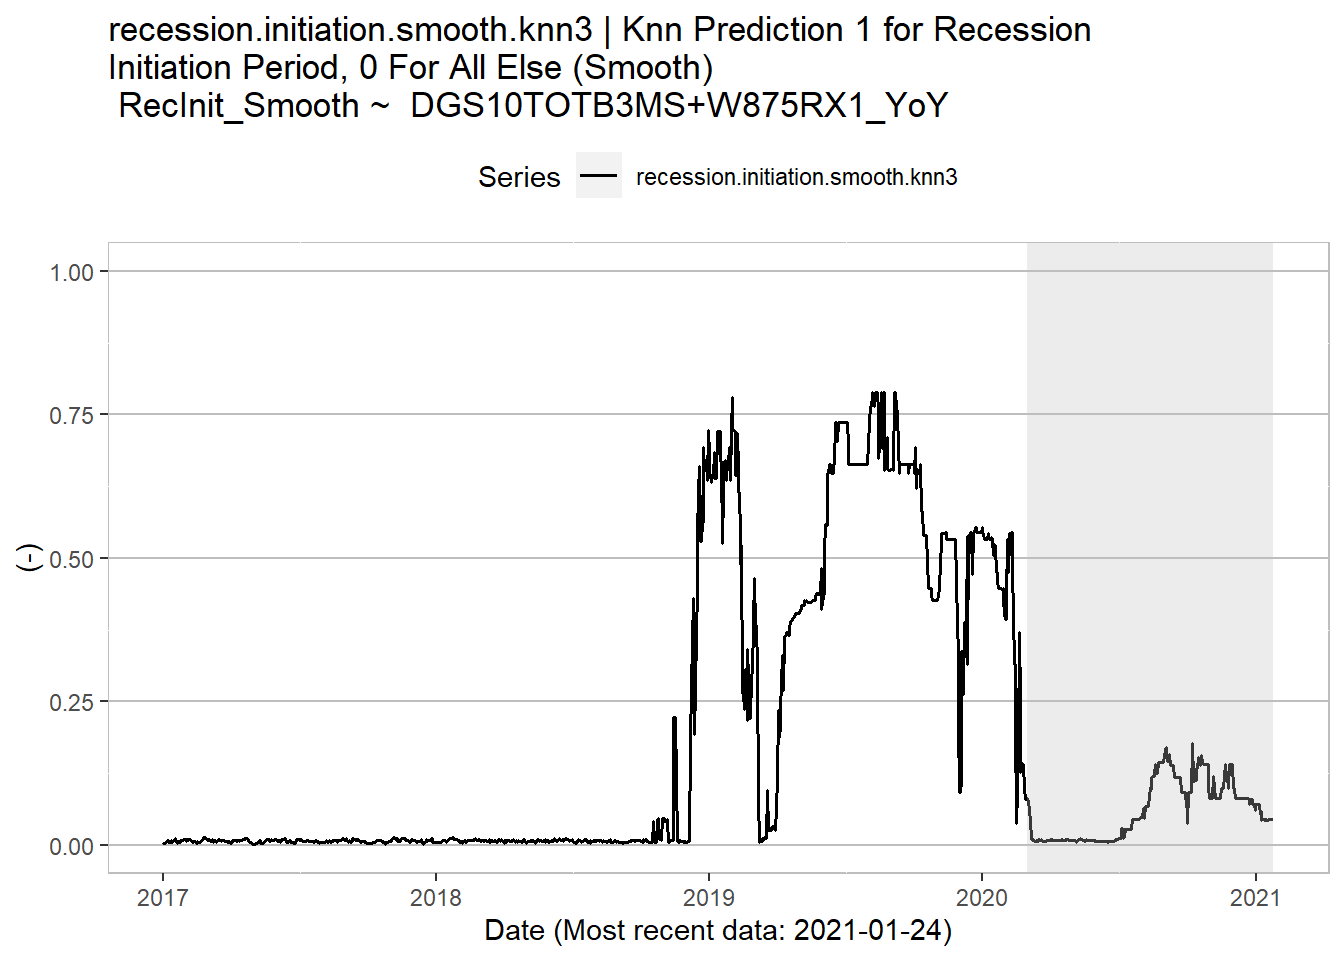 recession.initiation.smooth.knn3 | Knn Prediction 1 for Recession
Initiation Period, 0 For All Else (Smooth)
RecInit_Smooth ~ DGS10TOTB3MS+W875RX1_YoY
Series recession.initiation.smooth.knn3
1.00
0.75
0.50
0.25
0.00
(-)
2017 2018 2019 2020 2021
Date (Most recent data: 2021-01-24)